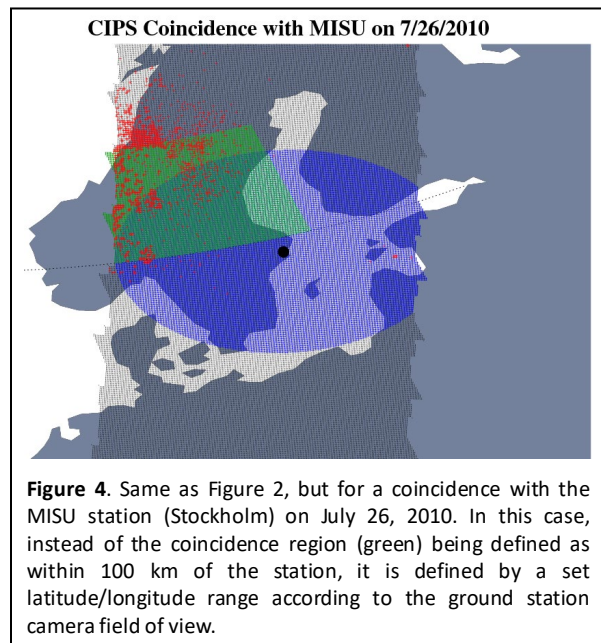 CIPS Coincidence with MISU on 7/26/2010
Figure 4. Same as Figure 2, but for a coincidence with the
MISU station (Stockholm) on July 26, 2010. In this case,
instead of the coincidence region (green) being defined as
within 100 km of the station, it is defined by a set
latitude/longitude range according to the ground station
camera field of view.